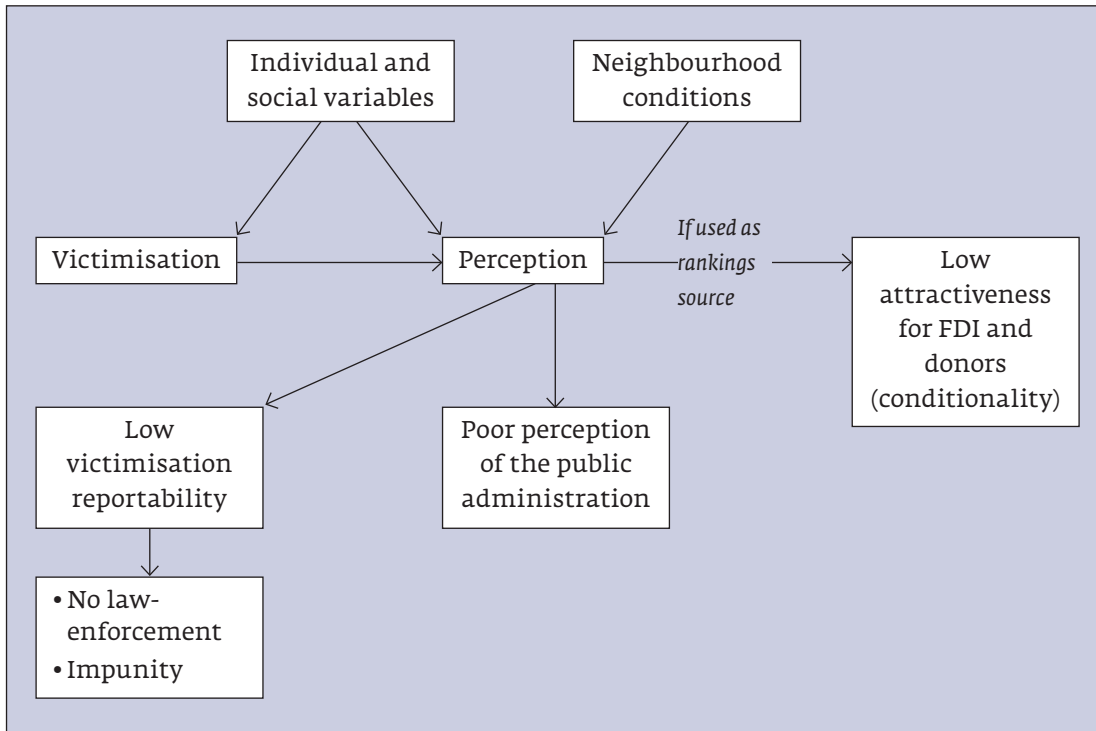 Individual and
social variables
Neighbourhood
conditions
Victimisation
Perception
If used as
rankings
source
Low
attractiveness
for FDI and
donors
(conditionality)
Low
victimisation
reportability
Poor perception
of the public
administration
• No law-
enforcement
• Impunity